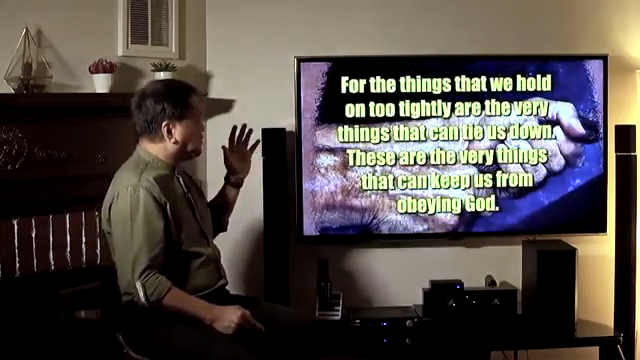 For the things that we hold
on too tightly are the very
things that can tie us down.
These are the very things
that can keep us from
obeying God.